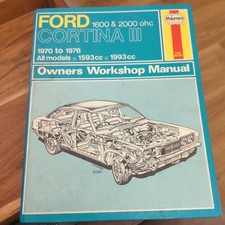 FORD 1600 & 2000 ohc
CORTINA III
Haynes
1970 to 1976
All models □ 1593cc □ 1993cc
Owners Workshop Manual